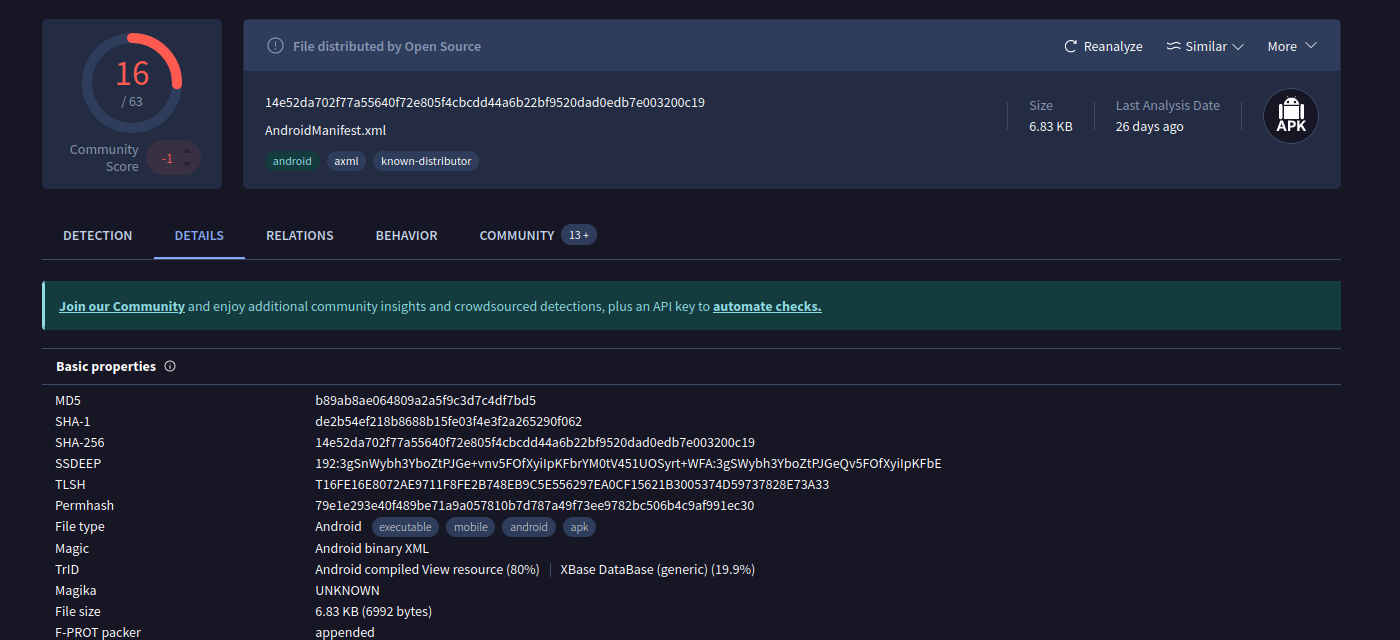 16
/ 63
Community Score
-1
File distributed by Open Source
Reanalyze
Similar
More
14e52da702f77a55640f72e805f4cbcdd44a6b22bf9520dad0edb7e003200c19
AndroidManifest.xml
android axml known-distributor
Size
6.83 KB
Last Analysis Date
26 days ago
APK
DETECTION DETAILS RELATIONS BEHAVIOR COMMUNITY 13 +
Join our Community and enjoy additional community insights and crowdsourced detections, plus an API key to automate checks.
Basic properties
MD5 b89ab8ae064809a2a5f9c3d7c4df7bd5
SHA-1 de2b54ef218b8688b15fe03f4e3f2a265290f062
SHA-256 14e52da702f77a55640f72e805f4cbcdd44a6b22bf9520dad0edb7e003200c19
SSDEEP 192:3gSnWybh3YboZtPJGe+vnv5FOfXyiIpKFbrYM0tV451UOSyrt+WFA:3gSWybh3YboZtPJGeQv5FOfXyiIpKFbE
TLSH T16FE16E8072AE9711F8FE2B748EB9C5E556297EA0CF15621B3005374D59737828E73A33
Permhash 79e1e293e40f489be71a9a057810b7d787a49f73ee9782bc506b4c9af991ec30
File type Android executable mobile android apk
Magic Android binary XML
TrID Android compiled View resource (80%) | XBase DataBase (generic) (19.9%)
Magika UNKNOWN
File size 6.83 KB (6992 bytes)
F-PROT packer appended